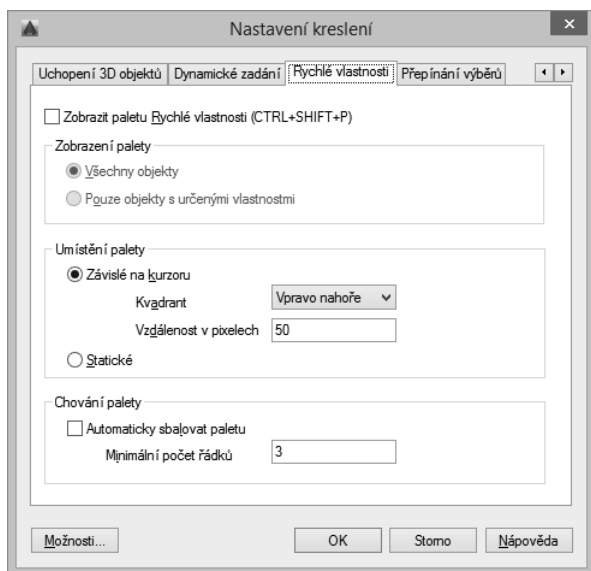 Nastavení kreslení
Uchopení 3D objektů Dynamické zadání Rychlé vlastnosti Přepínání výběrů
Zobrazit paletu Rychlé vlastnosti (CTRL+SHIFT+P)
Zobrazení palety
Všechny objekty
Pouze objekty s určenými vlastnostmi
Umístění palety
Závislé na kurzoru
Kvadrant Vpravo nahoře
Vzdálenost v pixelech 50
Statické
Chování palety
Automaticky sbalovat paletu
Minimální počet řádků 3
Možnosti... OK Storno Nápověda